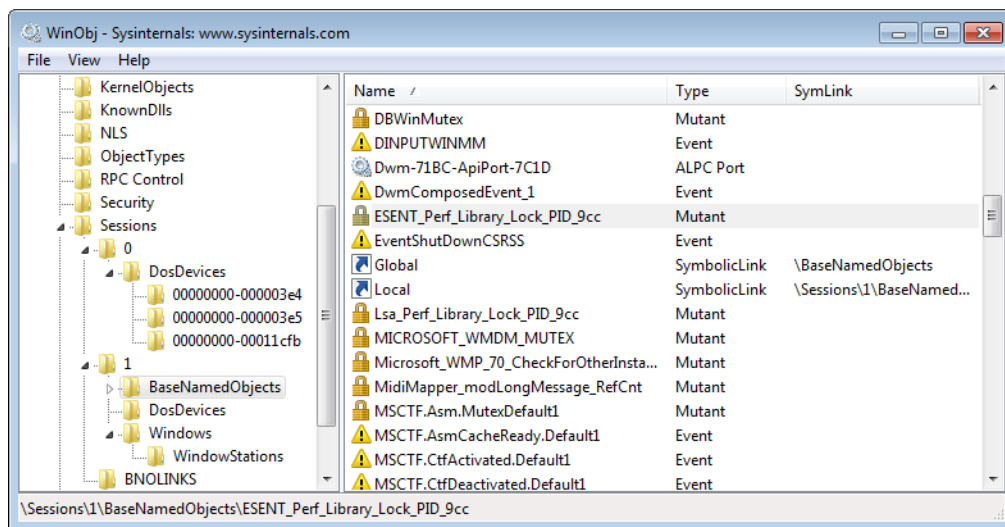 WinObj - Sysinternals: www.sysinternals.com
File View Help
KernelObjects
KnownDlls
NLS
ObjectTypes
RPC Control
Security
Sessions
0
DosDevices
00000000-000003e4
00000000-000003e5
00000000-00011cfb
1
BaseNamedObjects
DosDevices
Windows
WindowStations
BNOLINKS
Name Type SymLink
DBWinMutex Mutant
DINPUTWINMM Event
Dwm-71BC-ApiPort-7C1D ALPC Port
DwmComposedEvent_1 Event
ESENT_Perf_Library_Lock_PID_9cc Mutant
EventShutDownCSRSS Event
Global SymbolicLink \BaseNamedObjects
Local SymbolicLink \Sessions\1\BaseNamed...
Lsa_Perf_Library_Lock_PID_9cc Mutant
MICROSOFT_WMDM_MUTEX Mutant
Microsoft_WMP_70_CheckForOtherInsta... Mutant
MidiMapper_modLongMessage_RefCnt Mutant
MSCTF.Asm.MutexDefault1 Mutant
MSCTF.AsmCacheReady.Default1 Event
MSCTF.CtfActivated.Default1 Event
MSCTF.CtfDeactivated.Default1 Event
\Sessions\1\BaseNamedObjects\ESENT_Perf_Library_Lock_PID_9cc